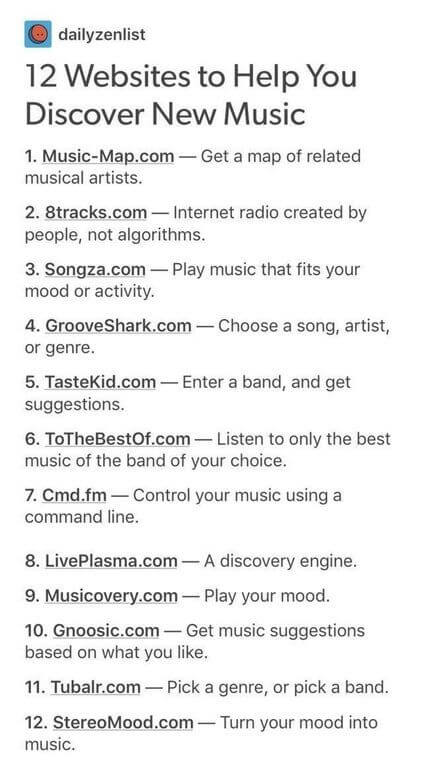 dailyzenlist
12 Websites to Help You
Discover New Music
1. Music-Map.com — Get a map of related
musical artists.
2. 8tracks.com — Internet radio created by
people, not algorithms.
3. Songza.com — Play music that fits your
mood or activity.
4. GrooveShark.com — Choose a song, artist,
or genre.
5. TasteKid.com — Enter a band, and get
suggestions.
6. ToTheBestOf.com — Listen to only the best
music of the band of your choice.
7. Cmd.fm — Control your music using a
command line.
8. LivePlasma.com — A discovery engine.
9. Musicovery.com — Play your mood.
10. Gnoosic.com — Get music suggestions
based on what you like.
11. Tubalr.com — Pick a genre, or pick a band.
12. StereoMood.com — Turn your mood into
music.